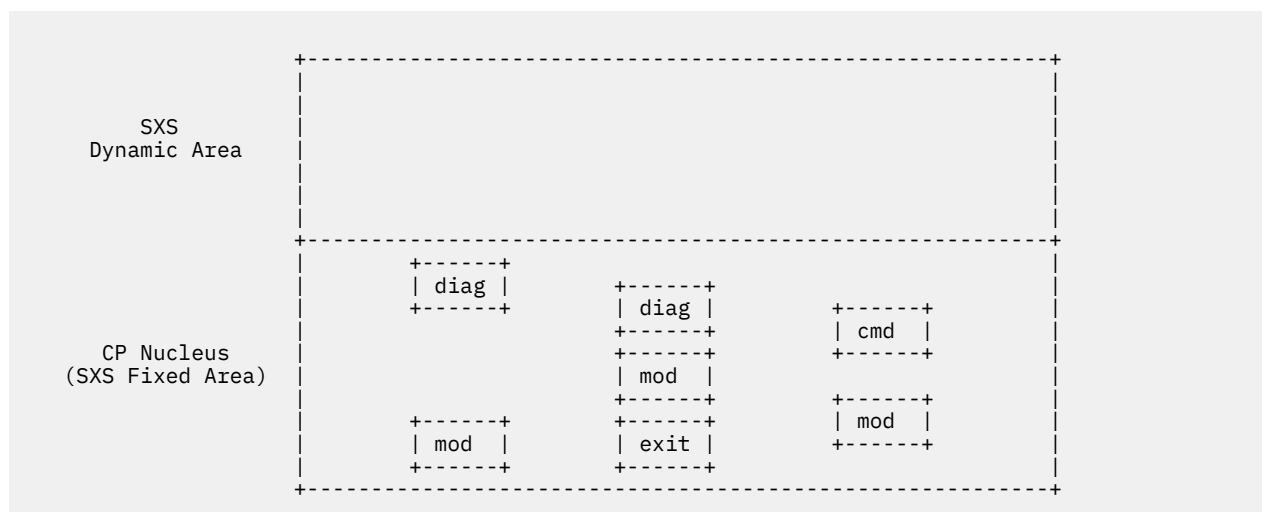 SXS
Dynamic Area
diag
diag
cmd
CP Nucleus
(SXS Fixed Area)
mod
mod
mod
exit